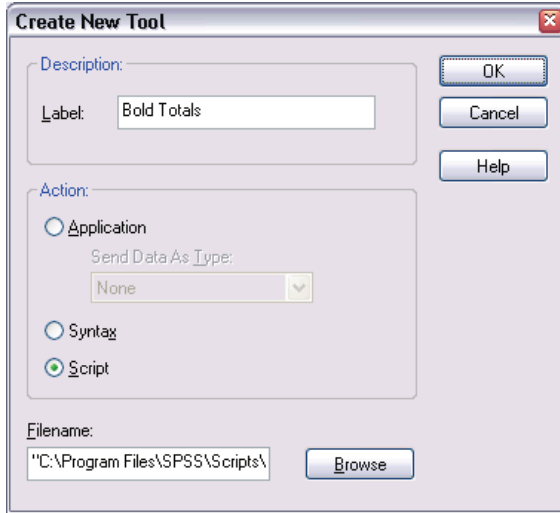 Create New Tool
Description:
Label: Bold Totals
OK
Cancel
Help
Action:
Application
Send Data As Type:
None
Syntax
Script
Filename:
"C:\Program Files\SPSS\Scripts\
Browse